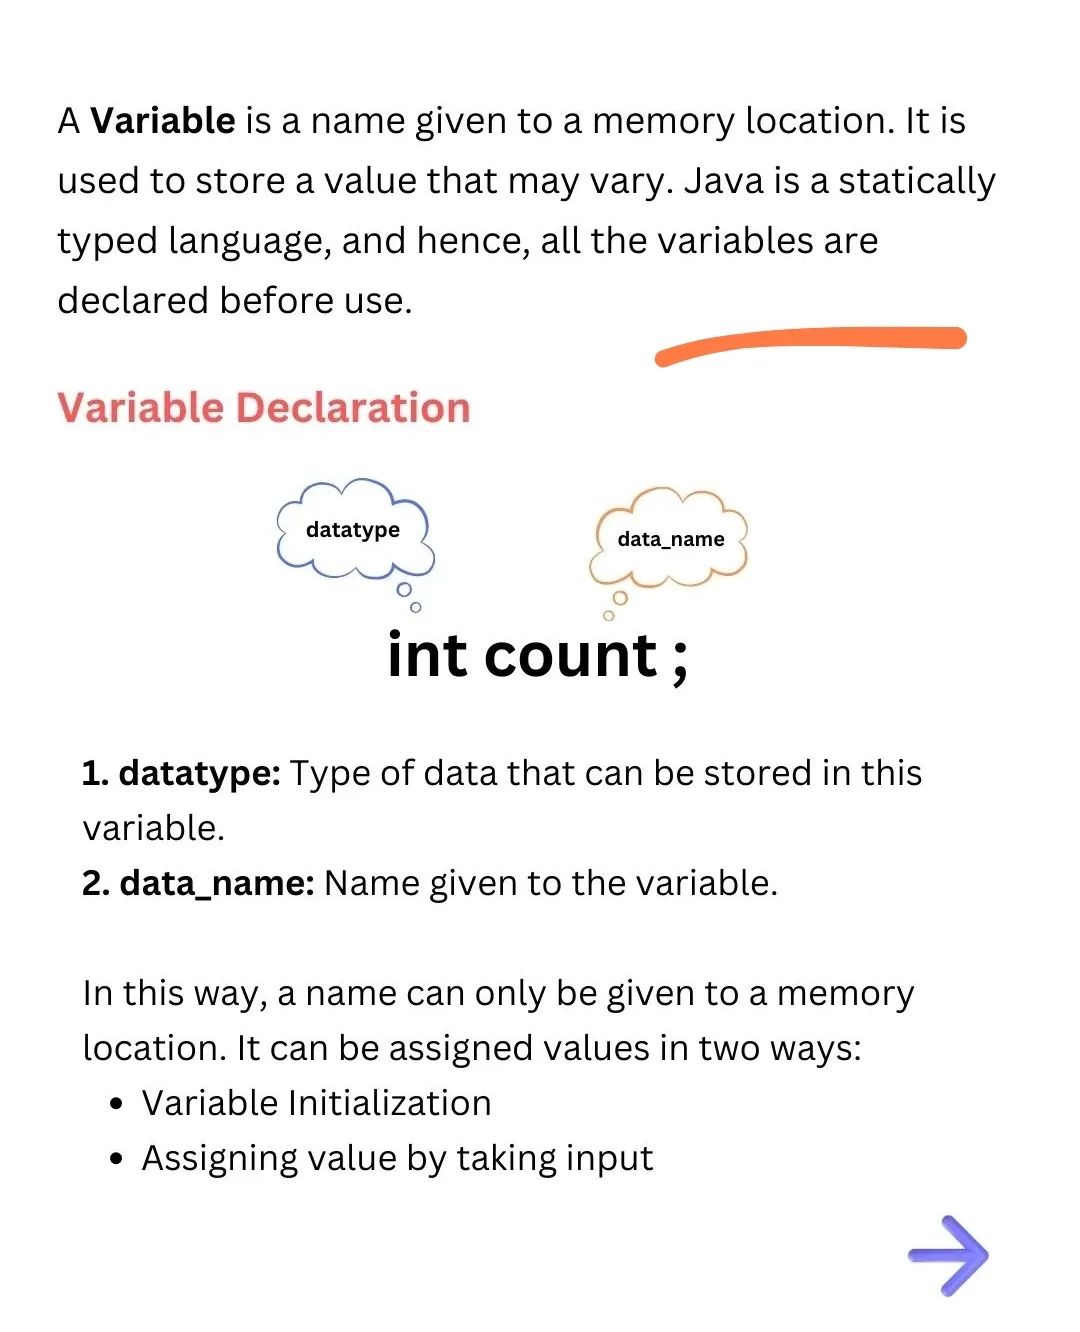 A Variable is a name given to a memory location. It is
used to store a value that may vary. Java is a statically
typed language, and hence, all the variables are
declared before use.
Variable Declaration
datatype
data_name
int count ;
1. datatype: Type of data that can be stored in this
variable.
2. data_name: Name given to the variable.
In this way, a name can only be given to a memory
location. It can be assigned values in two ways:
• Variable Initialization
• Assigning value by taking input